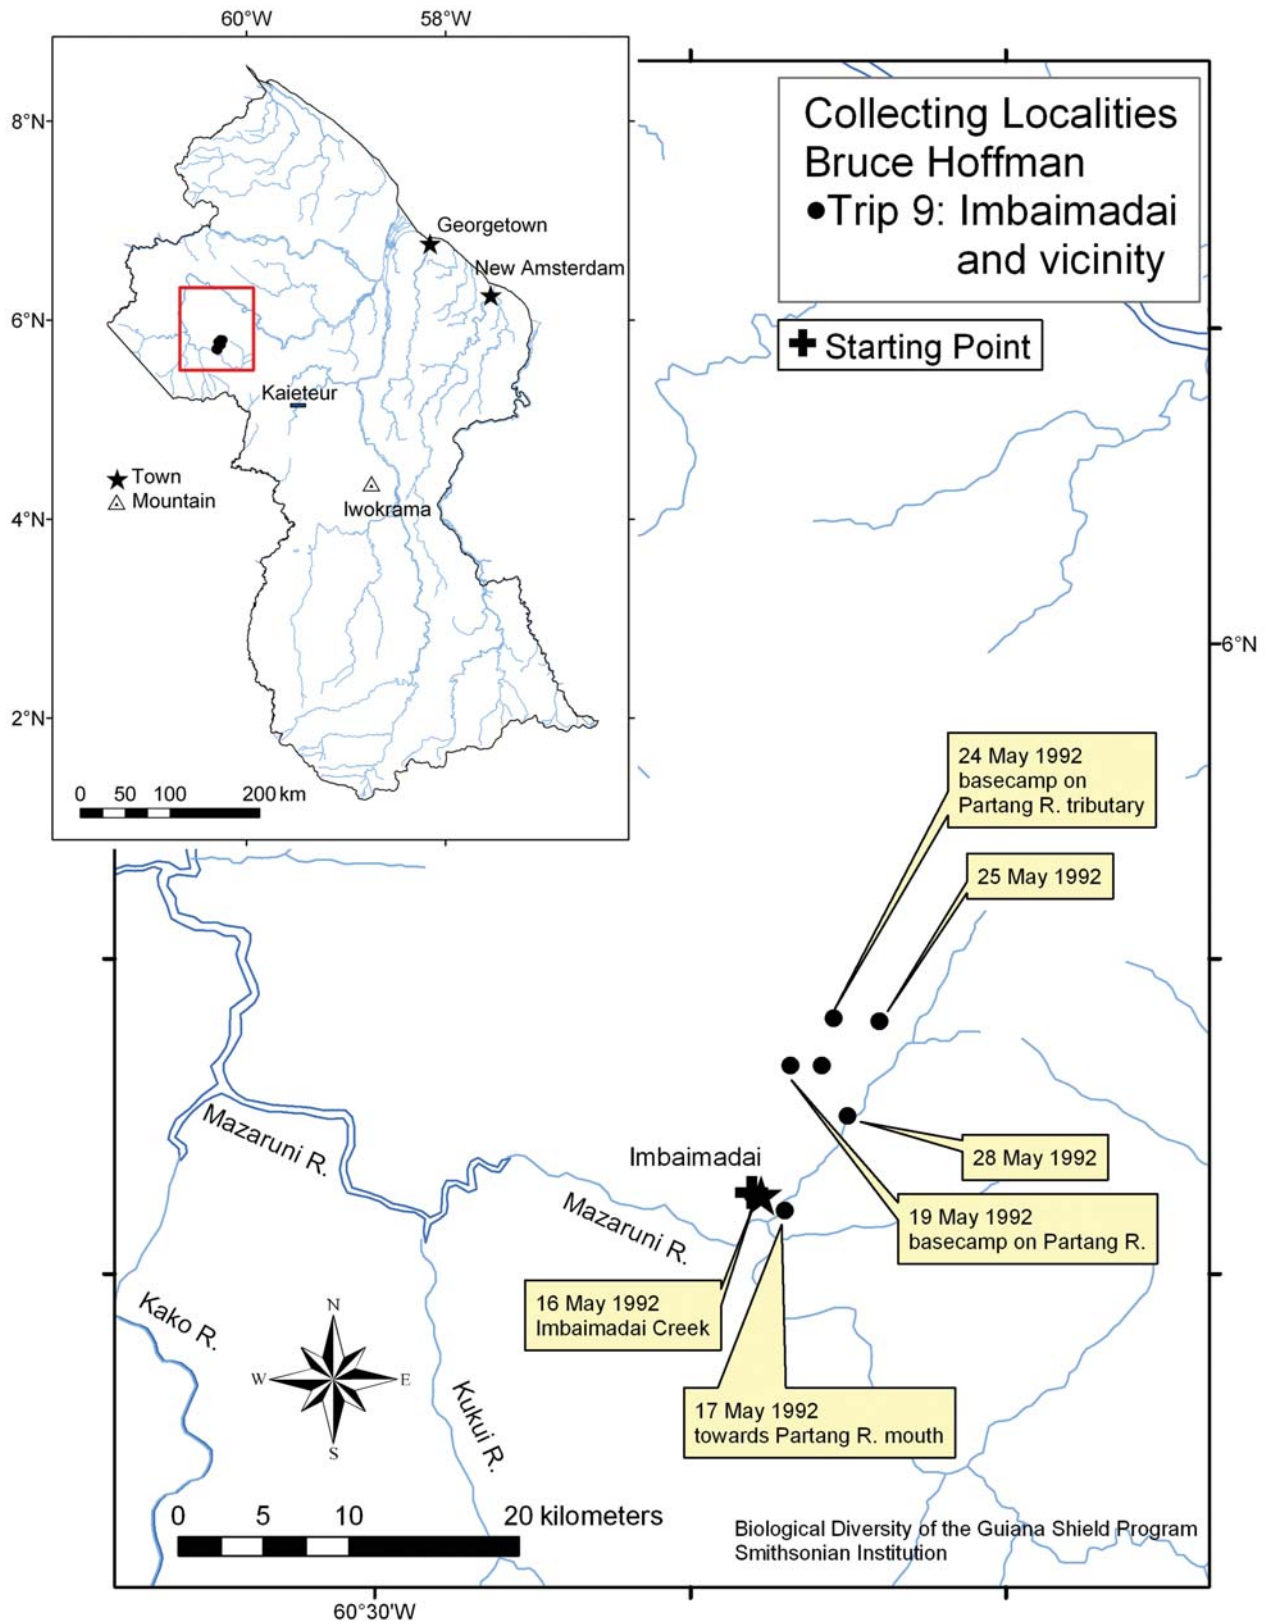 60°W
58°W
8°N
6°N
4°N
2°N
Georgetown
New Amsterdam
Kaieteur
Iwokrama
Town
Mountain
0 50 100 200 km
Collecting Localities
Bruce Hoffman
●Trip 9: Imbaimadai
and vicinity
Starting Point
6°N
24 May 1992
basecamp on
Partang R. tributary
25 May 1992
28 May 1992
19 May 1992
basecamp on Partang R.
Imbaimadai
Mazaruni R.
Mazaruni R.
16 May 1992
Imbaimadai Creek
17 May 1992
towards Partang R. mouth
Kako R.
Kukui R.
N
W
E
S
0 5 10 20 kilometers
Biological Diversity of the Guiana Shield Program
Smithsonian Institution
60°30'W